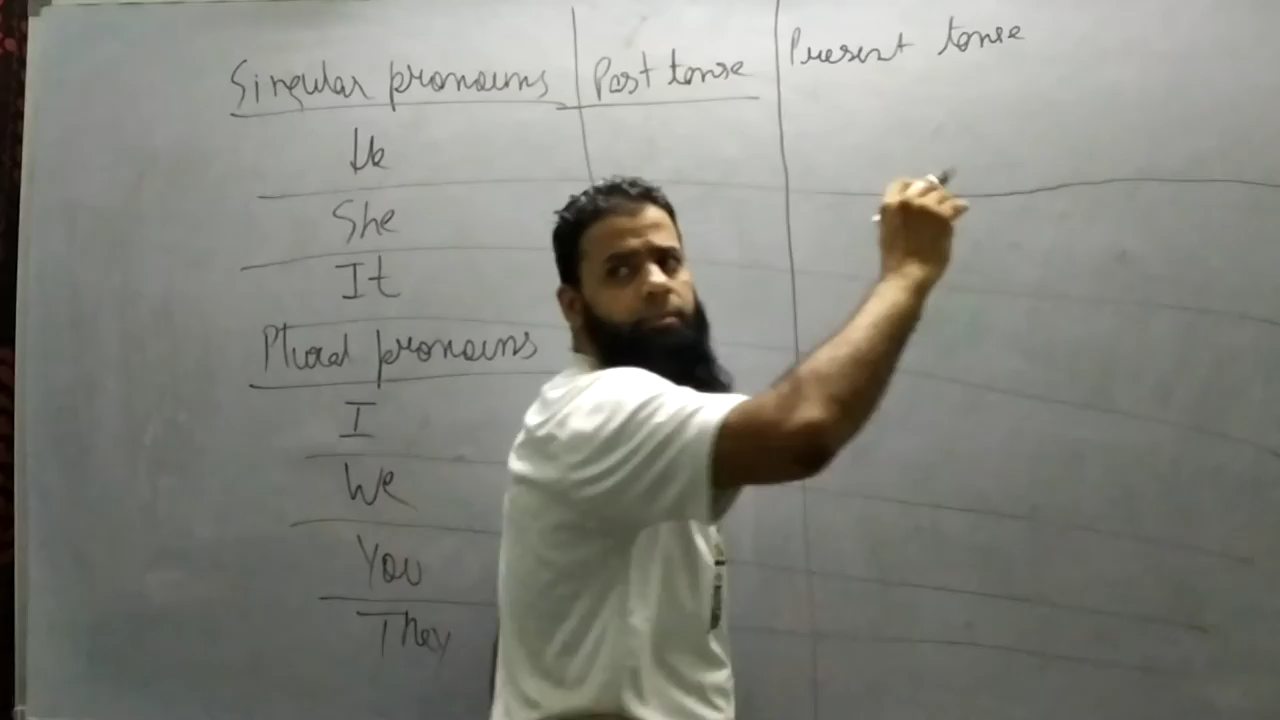 Singular pronouns Past tense Present tense
He
She
It
Plural pronouns
I
We
You
They